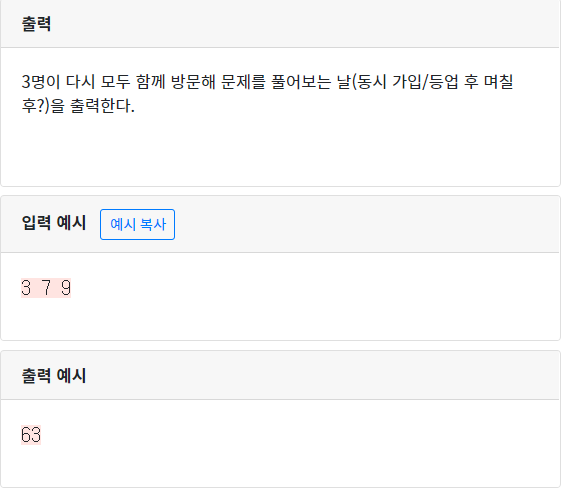 출력
3명이 다시 모두 함께 방문해 문제를 풀어보는 날(동시 가입/등업 후 며칠
후?)을 출력한다.
입력 예시 예시 복사
3 7 9
출력 예시
63